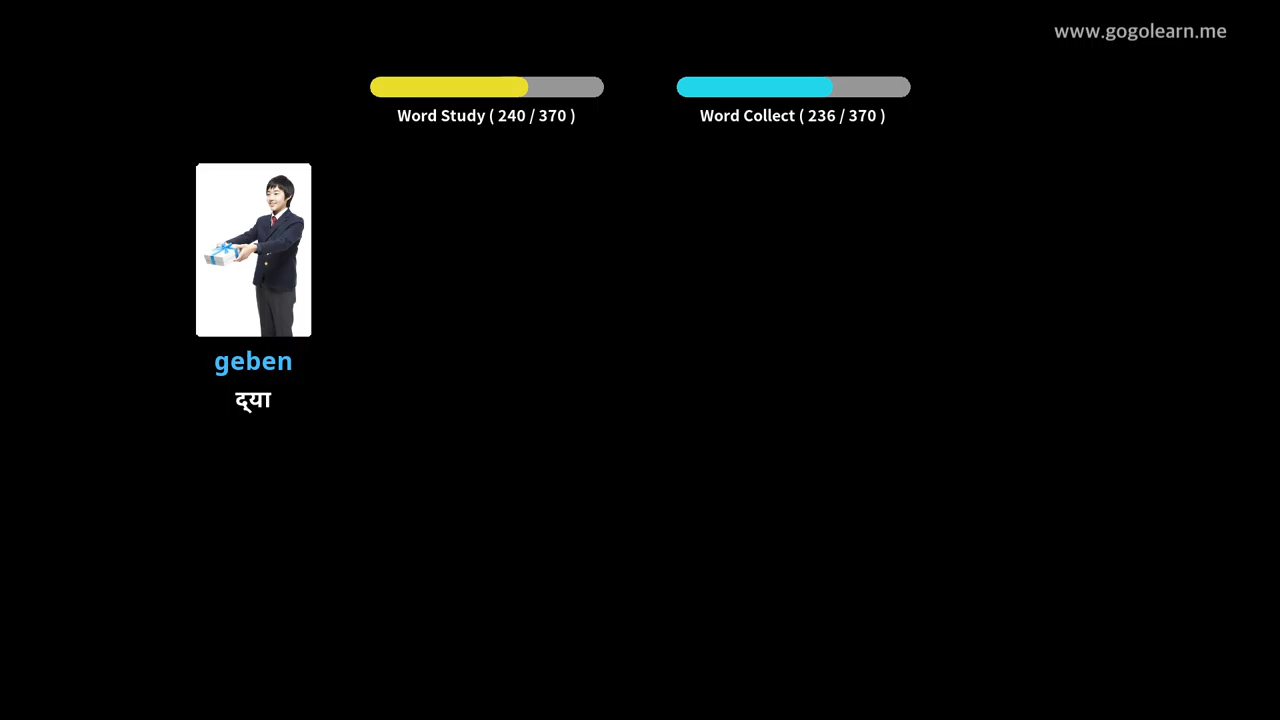 www.gogolearn.me
Word Study ( 240 / 370 )
Word Collect ( 236 / 370 )
geben
द्या